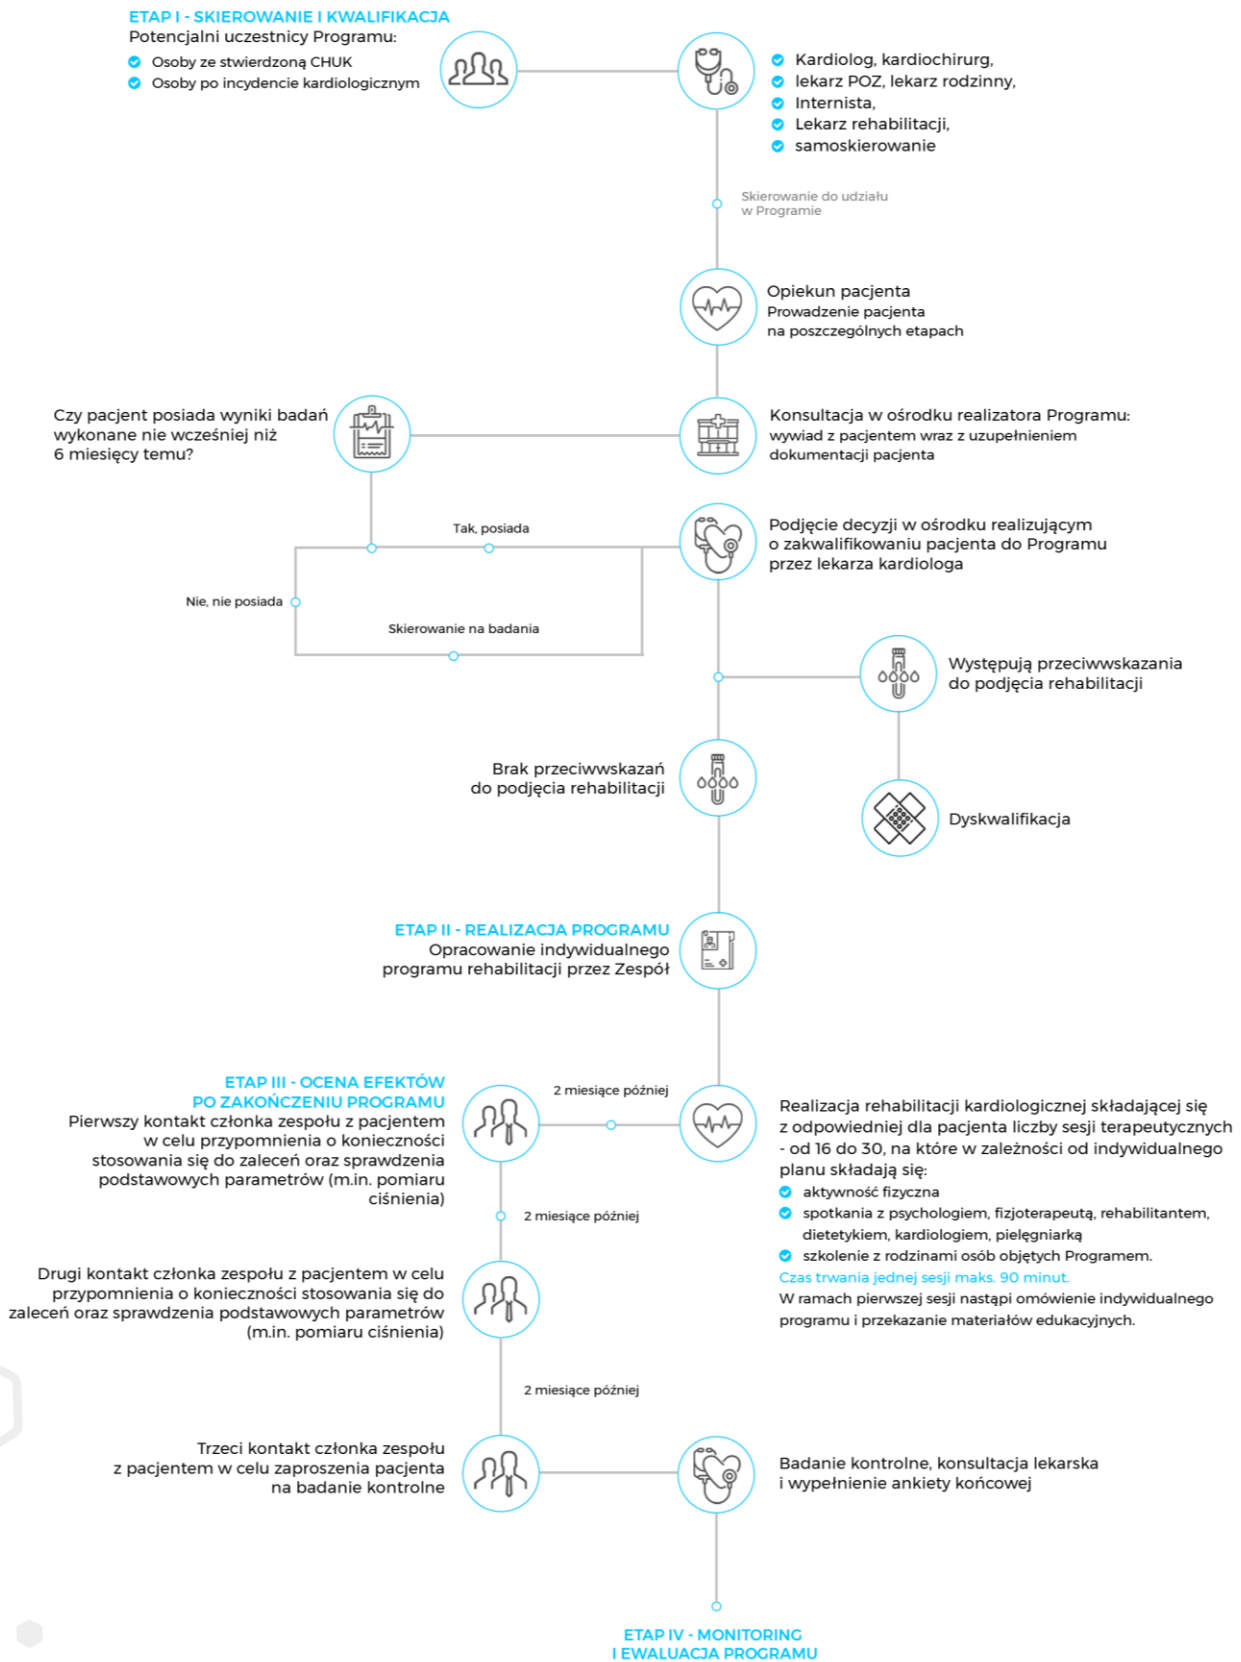 ETAP I - SKIEROWANIE I KWALIFIKACJA
Potencjalni uczestnicy Programu:
Osoby ze stwierdzoną CHUK
Osoby po incydencie kardiologicznym
Kardiolog, kardiochirurg,
lekarz POZ, lekarz rodzinny,
Internista,
Lekarz rehabilitacji,
samoskierowanie
Skierowanie do udziału
w Programie
Opiekun pacjenta
Prowadzenie pacjenta
na poszczególnych etapach
Czy pacjent posiada wyniki badań
wykonane nie wcześniej niż
6 miesięcy temu?
Konsultacja w ośrodku realizatora Programu:
wywiad z pacjentem wraz z uzupełnieniem
dokumentacji pacjenta
Tak, posiada
Nie, nie posiada
Skierowanie na badania
Podjęcie decyzji w ośrodku realizującym
o zakwalifikowaniu pacjenta do Programu
przez lekarza kardiologa
Występują przeciwwskazania
do podjęcia rehabilitacji
Brak przeciwwskazań
do podjęcia rehabilitacji
Dyskwalifikacja
ETAP II - REALIZACJA PROGRAMU
Opracowanie indywidualnego
programu rehabilitacji przez Zespół
ETAP III - OCENA EFEKTÓW
PO ZAKOŃCZENIU PROGRAMU
Pierwszy kontakt członka zespołu z pacjentem
w celu przypomnienia o konieczności
stosowania się do zaleceń oraz sprawdzenia
podstawowych parametrów (m.in. pomiaru
ciśnienia)
2 miesiące później
Realizacja rehabilitacji kardiologicznej składającej się
z odpowiedniej dla pacjenta liczby sesji terapeutycznych
- od 16 do 30, na które w zależności od indywidualnego
planu składają się:
aktywność fizyczna
spotkania z psychologiem, fizjoterapeutą, rehabilitantem,
dietetykiem, kardiologiem, pielęgniarką
szkolenie z rodzinami osób objętych Programem.
Czas trwania jednej sesji maks. 90 minut.
W ramach pierwszej sesji nastąpi omówienie indywidualnego
programu i przekazanie materiałów edukacyjnych.
2 miesiące później
Drugi kontakt członka zespołu z pacjentem w celu
przypomnienia o konieczności stosowania się do
zaleceń oraz sprawdzenia podstawowych parametrów
(m.in. pomiaru ciśnienia)
2 miesiące później
Trzeci kontakt członka zespołu
z pacjentem w celu zaproszenia pacjenta
na badanie kontrolne
Badanie kontrolne, konsultacja lekarska
i wypełnienie ankiety końcowej
ETAP IV - MONITORING
I EWALUACJA PROGRAMU